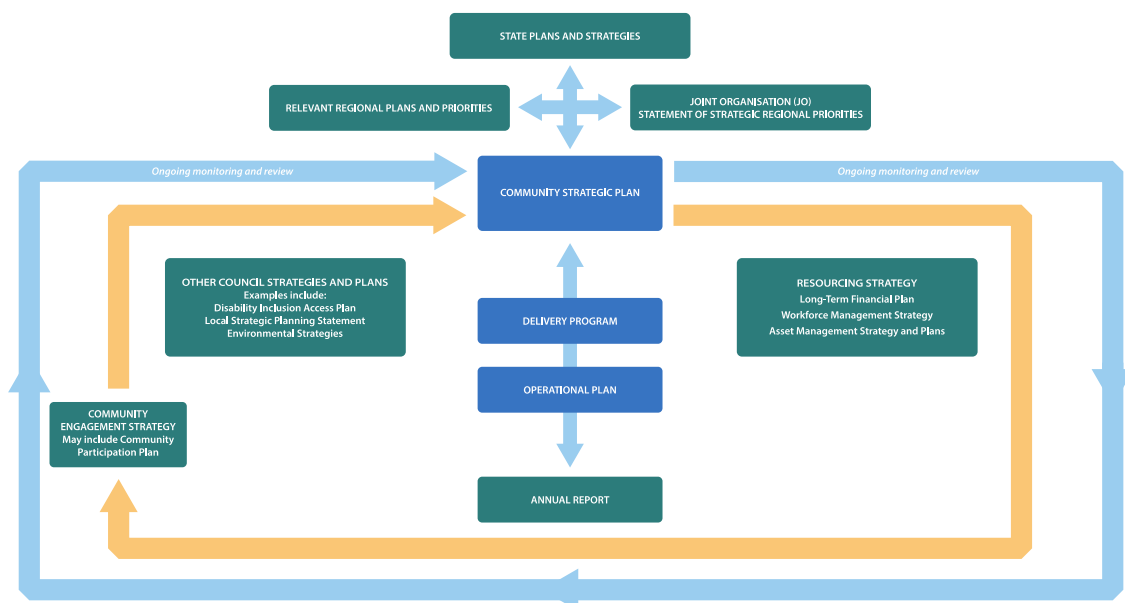 STATE PLANS AND STRATEGIES
RELEVANT REGIONAL PLANS AND PRIORITIES
JOINT ORGANISATION (JO)
STATEMENT OF STRATEGIC REGIONAL PRIORITIES
Ongoing monitoring and review
COMMUNITY STRATEGIC PLAN
Ongoing monitoring and review
OTHER COUNCIL STRATEGIES AND PLANS
Examples include:
Disability Inclusion Access Plan
Local Strategic Planning Statement
Environmental Strategies
RESOURCING STRATEGY
Long-Term Financial Plan
Workforce Management Strategy
Asset Management Strategy and Plans
DELIVERY PROGRAM
OPERATIONAL PLAN
COMMUNITY
ENGAGEMENT STRATEGY
May include Community
Participation Plan
ANNUAL REPORT